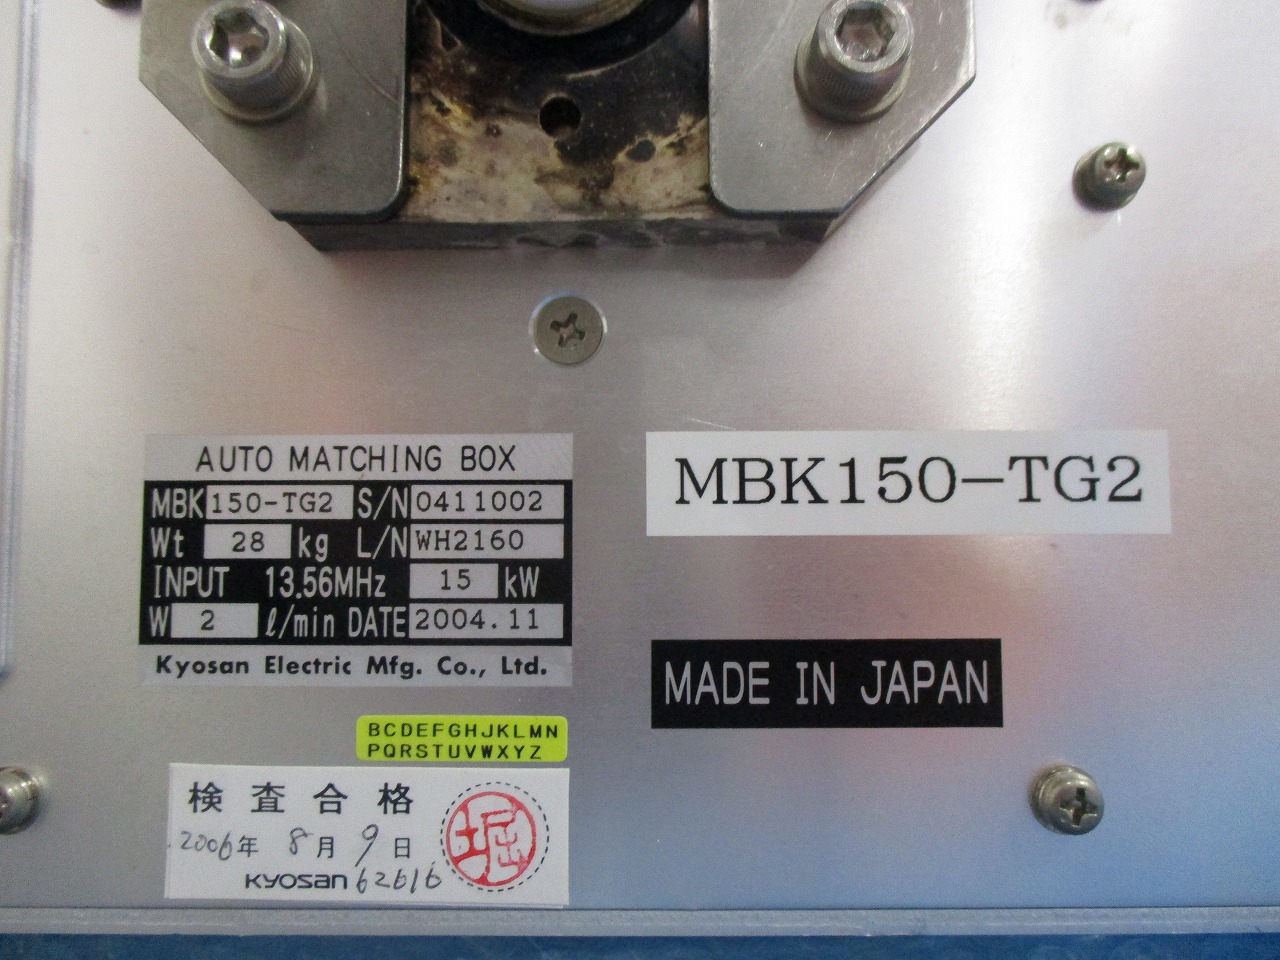 AUTO MATCHING BOX
MBK 150-TG2 S/N 0411002
Wt 28 kg L/N WH2160
INPUT 13.56MHz 15 kW
W 2 ℓ/min DATE 2004.11
Kyosan Electric Mfg. Co., Ltd.
MBK150-TG2
MADE IN JAPAN
BCDEFGHJKLMN
PQRSTUVWXYZ
検査合格
2006年 8月 9日
堀
KYOSAN 62616